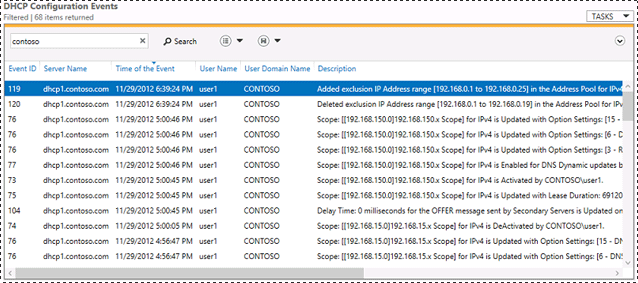 DHCP Configuration Events
Filtered | 68 items returned
TASKS
contoso
Search
Event ID Server Name Time of the Event User Name User Domain Name Description
119 dhcp1.contoso.com 11/29/2012 6:39:24 PM user1 CONTOSO Added exclusion IP Address range [192.168.0.1 to 192.168.0.25] in the Address Pool for IPv4
120 dhcp1.contoso.com 11/29/2012 6:39:24 PM user1 CONTOSO Deleted exclusion IP Address range [192.168.0.1 to 192.168.0.19] in the Address Pool for IPv
76 dhcp1.contoso.com 11/29/2012 5:00:46 PM user1 CONTOSO Scope: [[192.168.150.0]192.168.150.x Scope] for IPv4 is Updated with Option Settings: [15 -
76 dhcp1.contoso.com 11/29/2012 5:00:46 PM user1 CONTOSO Scope: [[192.168.150.0]192.168.150.x Scope] for IPv4 is Updated with Option Settings: [6 - D
76 dhcp1.contoso.com 11/29/2012 5:00:46 PM user1 CONTOSO Scope: [[192.168.150.0]192.168.150.x Scope] for IPv4 is Updated with Option Settings: [3 - R
77 dhcp1.contoso.com 11/29/2012 5:00:45 PM user1 CONTOSO Scope: [[192.168.150.0]192.168.150.x Scope] for IPv4 is Enabled for DNS Dynamic updates b
73 dhcp1.contoso.com 11/29/2012 5:00:45 PM user1 CONTOSO Scope: [[192.168.150.0]192.168.150.x Scope] for IPv4 is Activated by CONTOSO\user1.
75 dhcp1.contoso.com 11/29/2012 5:00:45 PM user1 CONTOSO Scope: [[192.168.150.0]192.168.150.x Scope] for IPv4 is Updated with Lease Duration: 69120
104 dhcp1.contoso.com 11/29/2012 5:00:45 PM user1 CONTOSO Delay Time: 0 milliseconds for the OFFER message sent by Secondary Servers is Updated on
74 dhcp1.contoso.com 11/29/2012 5:00:05 PM user1 CONTOSO Scope: [[192.168.15.0]192.168.15.x Scope] for IPv4 is DeActivated by CONTOSO\user1.
76 dhcp1.contoso.com 11/29/2012 4:56:47 PM user1 CONTOSO Scope: [[192.168.15.0]192.168.15.x Scope] for IPv4 is Updated with Option Settings: [15 - DN
76 dhcp1.contoso.com 11/29/2012 4:56:47 PM user1 CONTOSO Scope: [[192.168.15.0]192.168.15.x Scope] for IPv4 is Updated with Option Settings: [6 - DNS